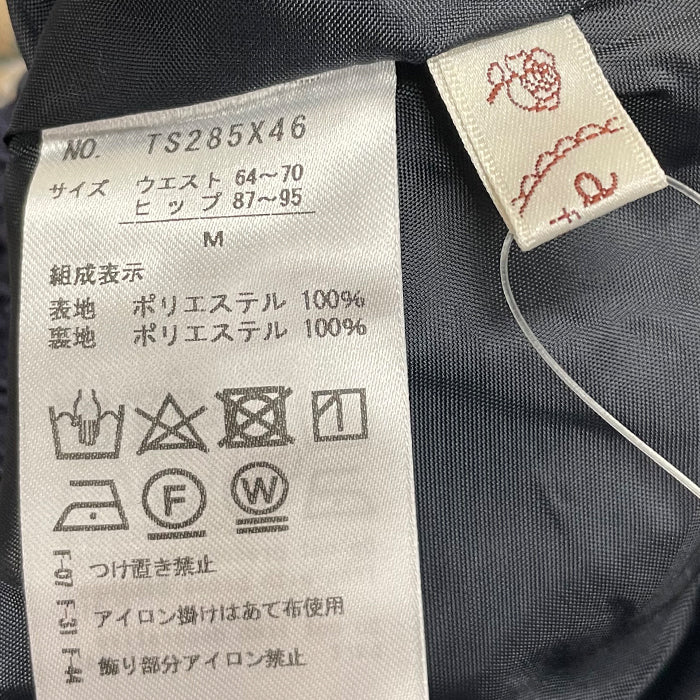 NO. TS285X46
サイズ ウエスト 64〜70
ヒップ 87〜95
M
組成表示
表地 ポリエステル 100%
裏地 ポリエステル 100%
F
W
F-07 つけ置き禁止
F-31 アイロン掛けはあて布使用
F-44 飾り部分アイロン禁止